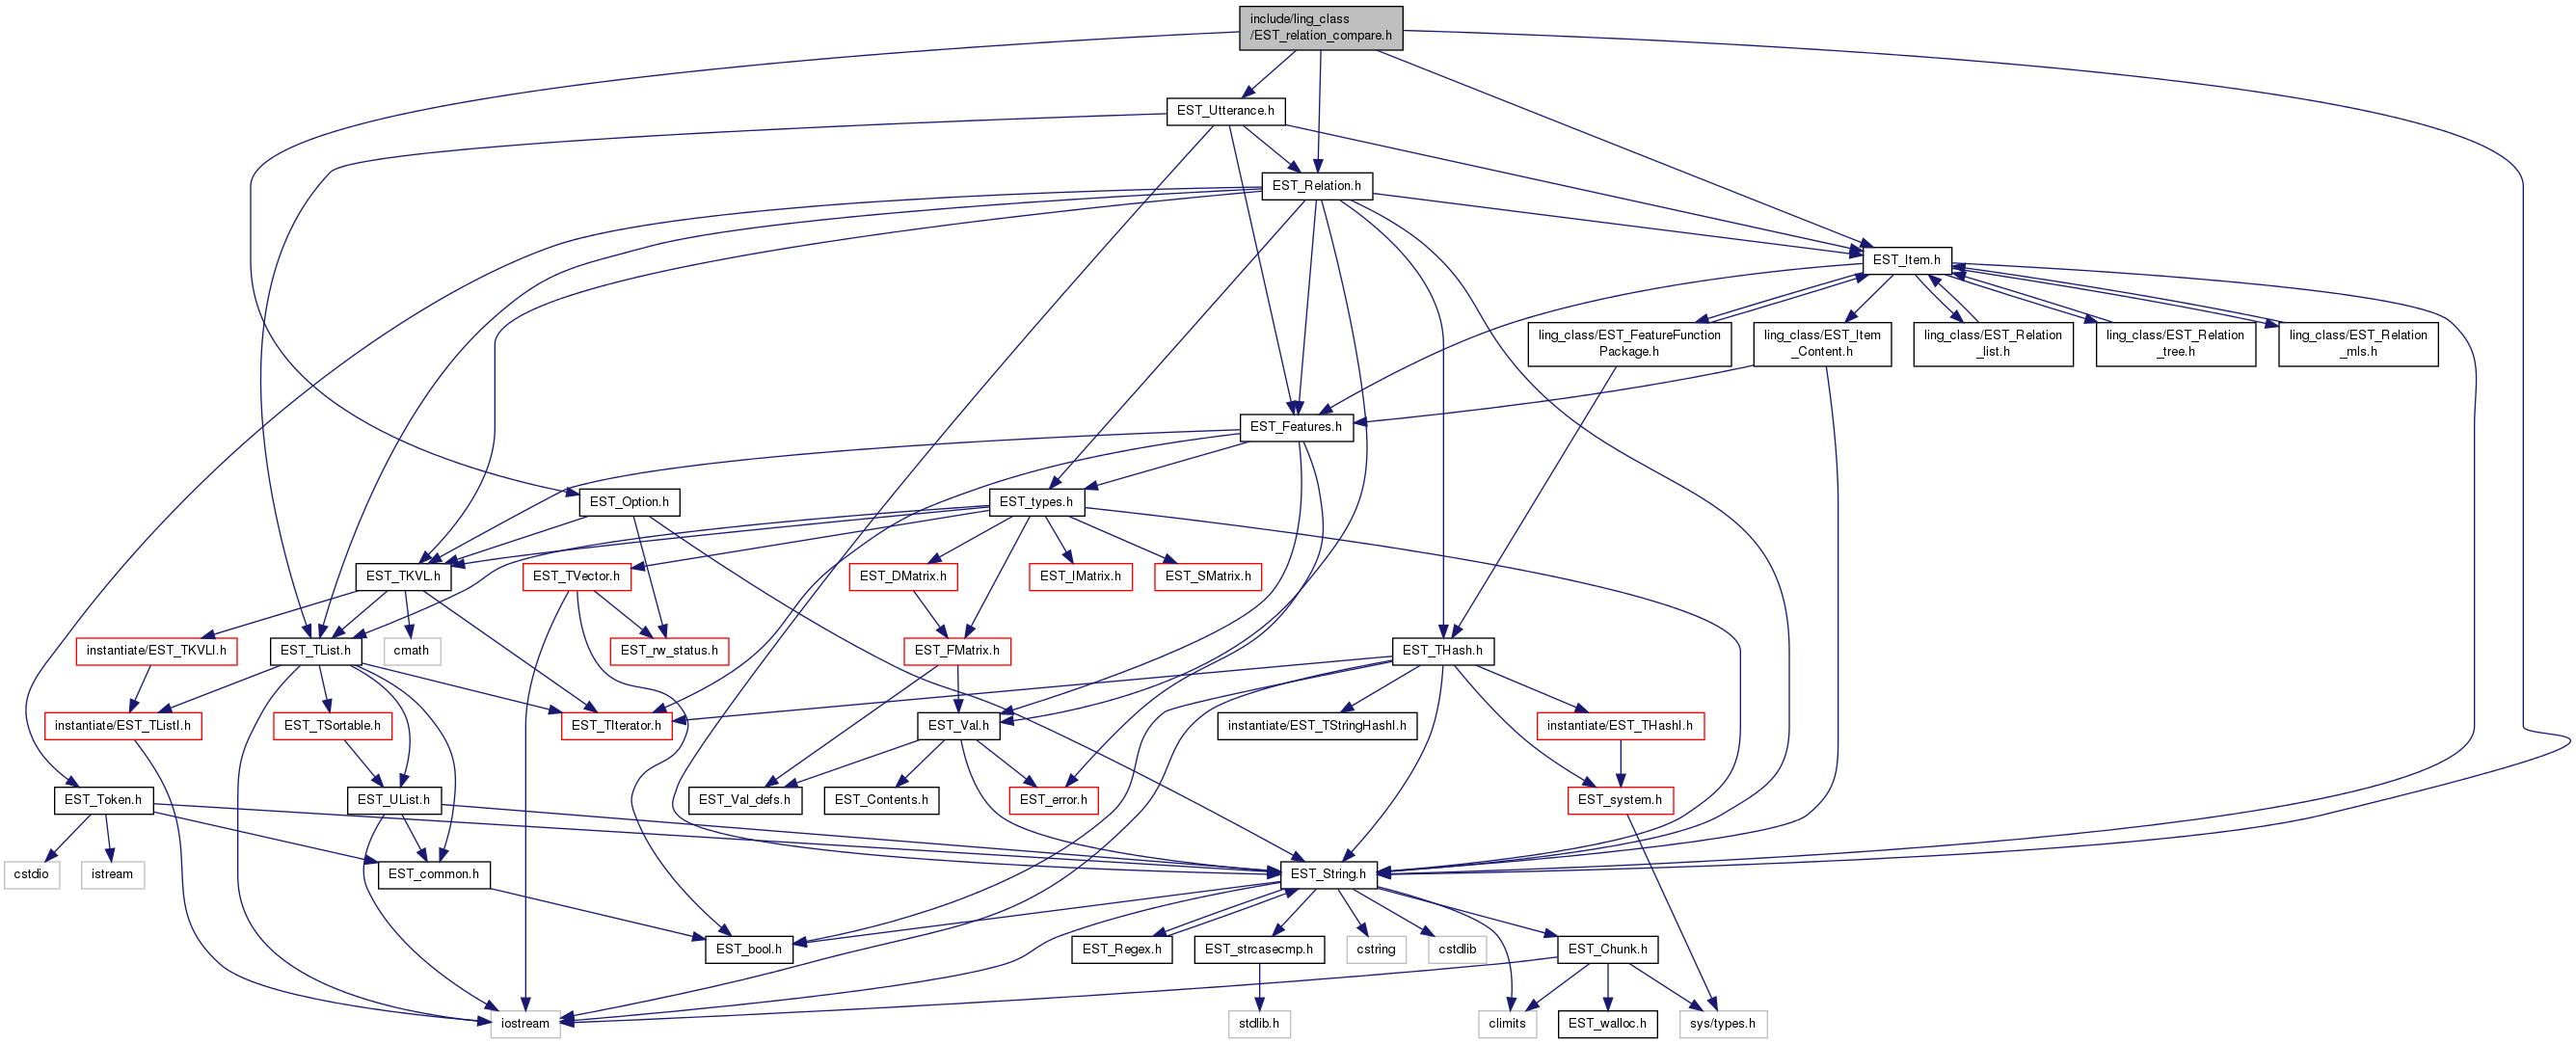 include/ling_class
/EST_relation_compare.h
EST_Utterance.h
EST_Relation.h
EST_Item.h
ling_class/EST_FeatureFunction
Package.h
ling_class/EST_Item
_Content.h
ling_class/EST_Relation
_list.h
ling_class/EST_Relation
_tree.h
ling_class/EST_Relation
_mls.h
EST_Features.h
EST_Option.h
EST_types.h
EST_TKVL.h
EST_TVector.h
EST_DMatrix.h
EST_IMatrix.h
EST_SMatrix.h
instantiate/EST_TKVLI.h
EST_TList.h
cmath
EST_rw_status.h
EST_FMatrix.h
EST_THash.h
instantiate/EST_TListI.h
EST_TSortable.h
EST_TIterator.h
EST_Val.h
instantiate/EST_TStringHashI.h
instantiate/EST_THashI.h
EST_Token.h
EST_UList.h
EST_Val_defs.h
EST_Contents.h
EST_error.h
EST_system.h
cstdio
istream
EST_common.h
EST_String.h
EST_bool.h
EST_Regex.h
EST_strcasecmp.h
cstring
cstdlib
EST_Chunk.h
iostream
stdlib.h
climits
EST_walloc.h
sys/types.h